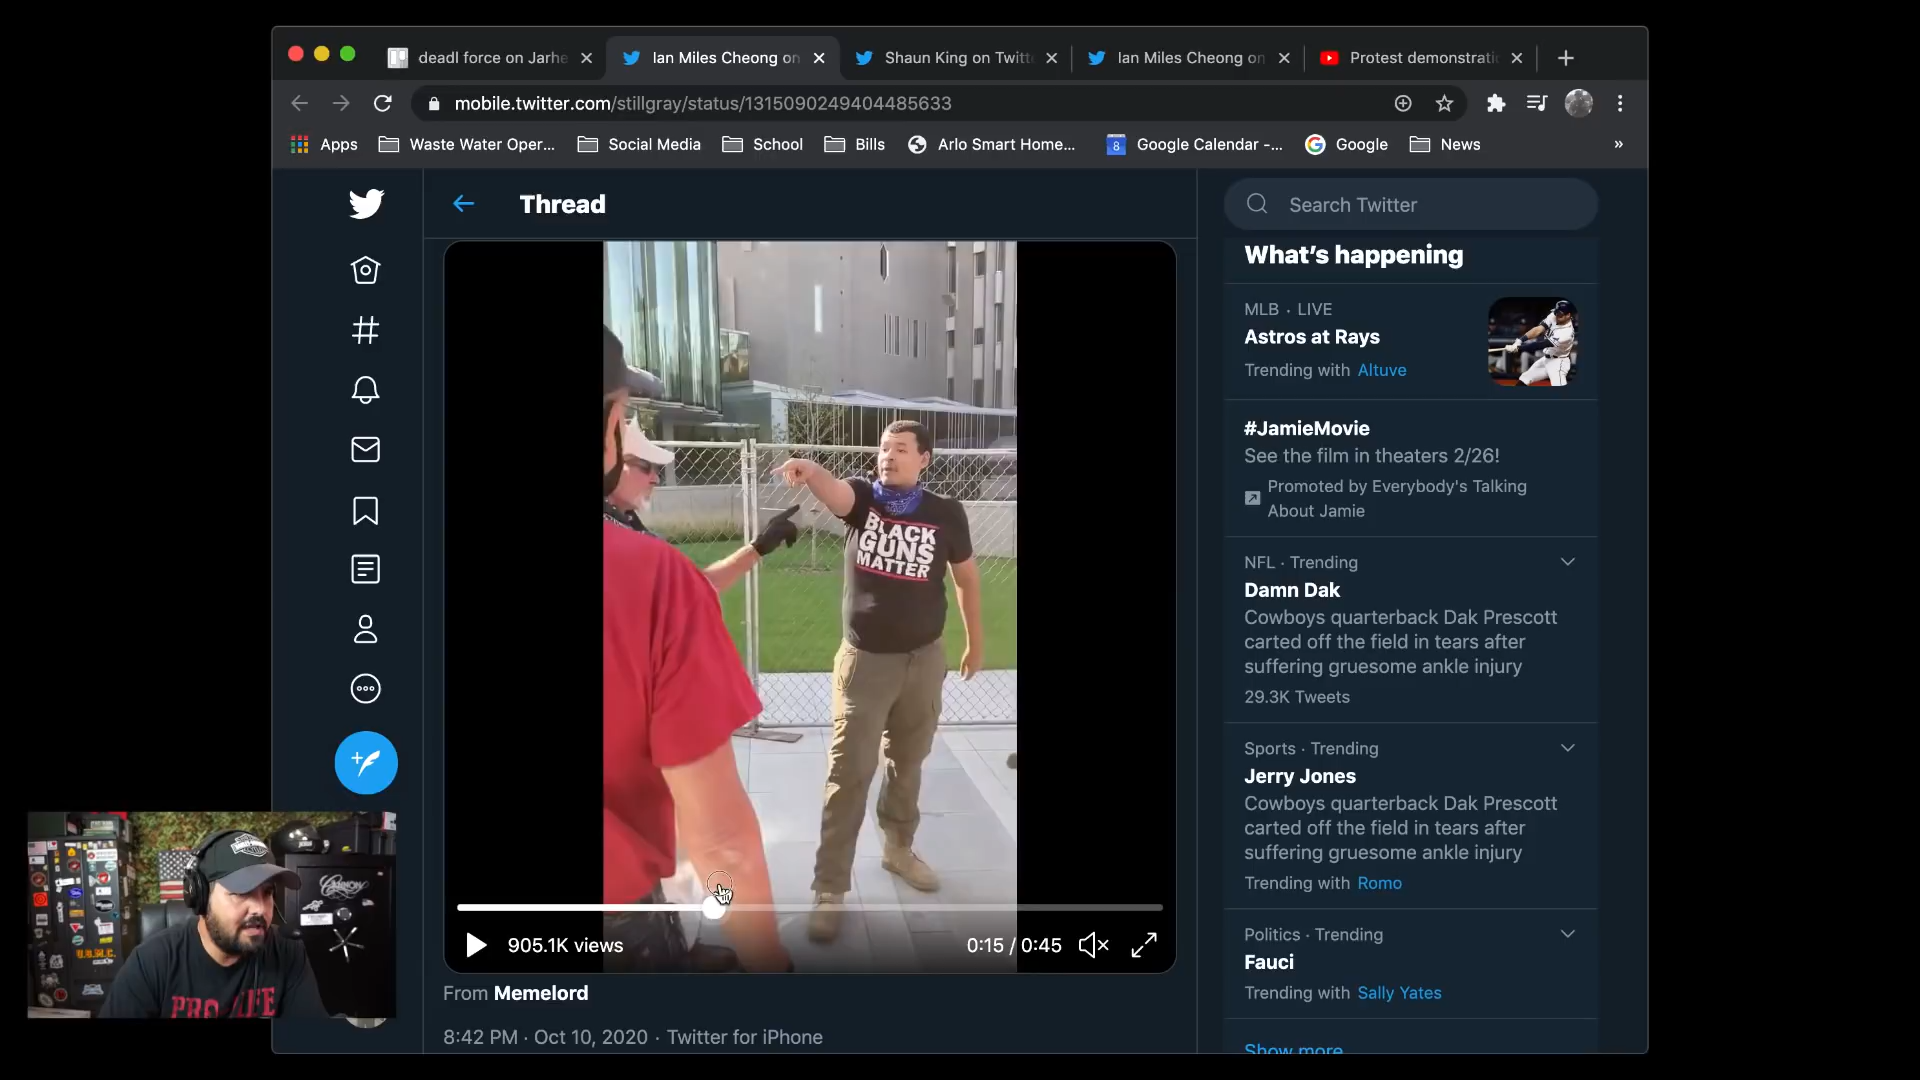 deadl force on Jarhe
Ian Miles Cheong on
Shaun King on Twitt
Ian Miles Cheong on
Protest demonstrati
mobile.twitter.com/stillgray/status/1315090249404485633
Apps
Waste Water Oper...
Social Media
School
Bills
Arlo Smart Home...
8
Google Calendar -...
Google
News
»
Thread
Search Twitter
What's happening
MLB · LIVE
Astros at Rays
Trending with Altuve
#JamieMovie
See the film in theaters 2/26!
Promoted by Everybody's Talking
About Jamie
NFL · Trending
Damn Dak
Cowboys quarterback Dak Prescott
carted off the field in tears after
suffering gruesome ankle injury
29.3K Tweets
Sports · Trending
Jerry Jones
Cowboys quarterback Dak Prescott
carted off the field in tears after
suffering gruesome ankle injury
Trending with Romo
Politics · Trending
Fauci
Trending with Sally Yates
Show more
BLACK
GUNS
MATTER
905.1K views
0:15 / 0:45
From Memelord
8:42 PM · Oct 10, 2020 · Twitter for iPhone
CANNON